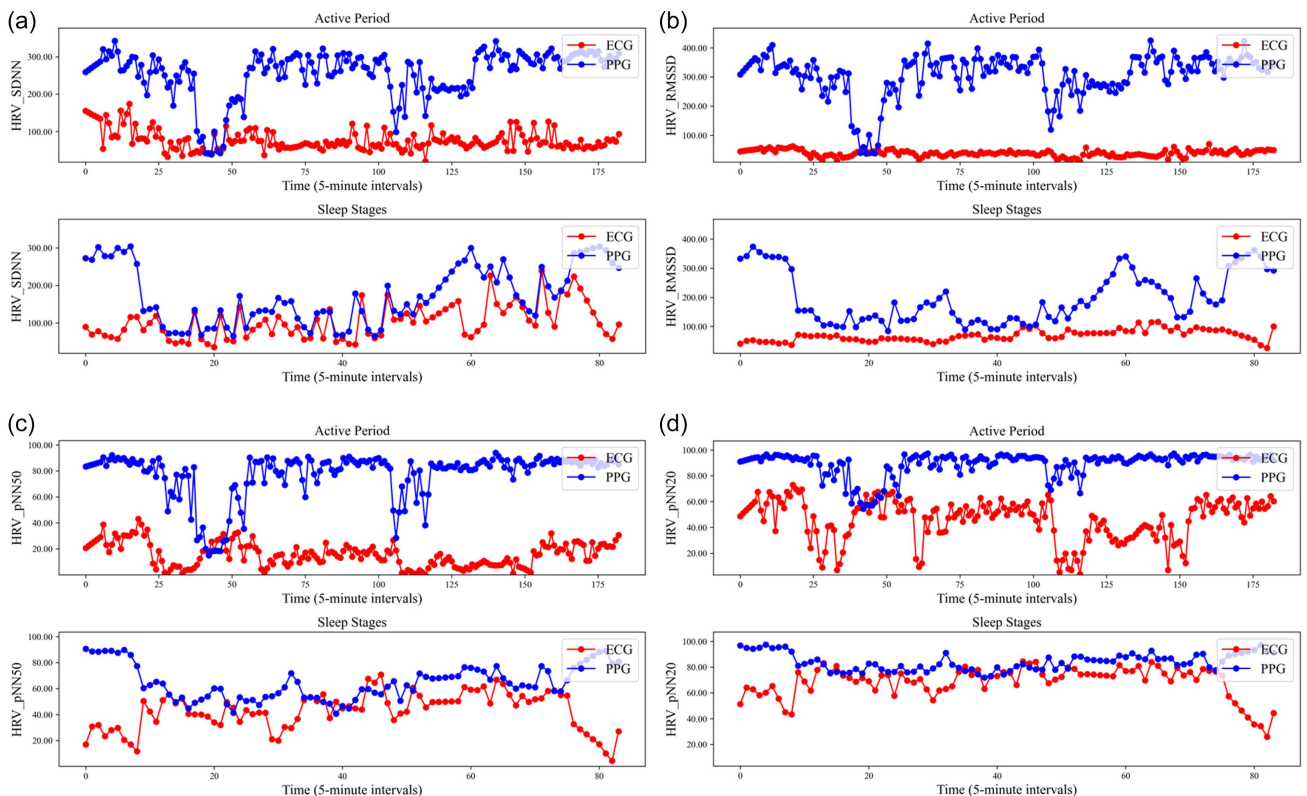 (a)
Active Period
HRV_SDNN
300.00
200.00
100.00
ECG
PPG
0 25 50 75 100 125 150 175
Time (5-minute intervals)
Sleep Stages
HRV_SDNN
300.00
200.00
100.00
ECG
PPG
0 20 40 60 80
Time (5-minute intervals)
(b)
Active Period
HRV_RMSSD
400.00
300.00
200.00
100.00
ECG
PPG
0 25 50 75 100 125 150 175
Time (5-minute intervals)
Sleep Stages
HRV_RMSSD
400.00
300.00
200.00
100.00
ECG
PPG
0 20 40 60 80
Time (5-minute intervals)
(c)
Active Period
HRV_pNN50
100.00
80.00
60.00
40.00
20.00
ECG
PPG
0 25 50 75 100 125 150 175
Time (5-minute intervals)
Sleep Stages
HRV_pNN50
100.00
80.00
60.00
40.00
20.00
ECG
PPG
0 20 40 60 80
Time (5-minute intervals)
(d)
Active Period
HRV_pNN20
100.00
80.00
60.00
40.00
20.00
ECG
PPG
0 25 50 75 100 125 150 175
Time (5-minute intervals)
Sleep Stages
HRV_pNN20
100.00
80.00
60.00
40.00
20.00
ECG
PPG
0 20 40 60 80
Time (5-minute intervals)